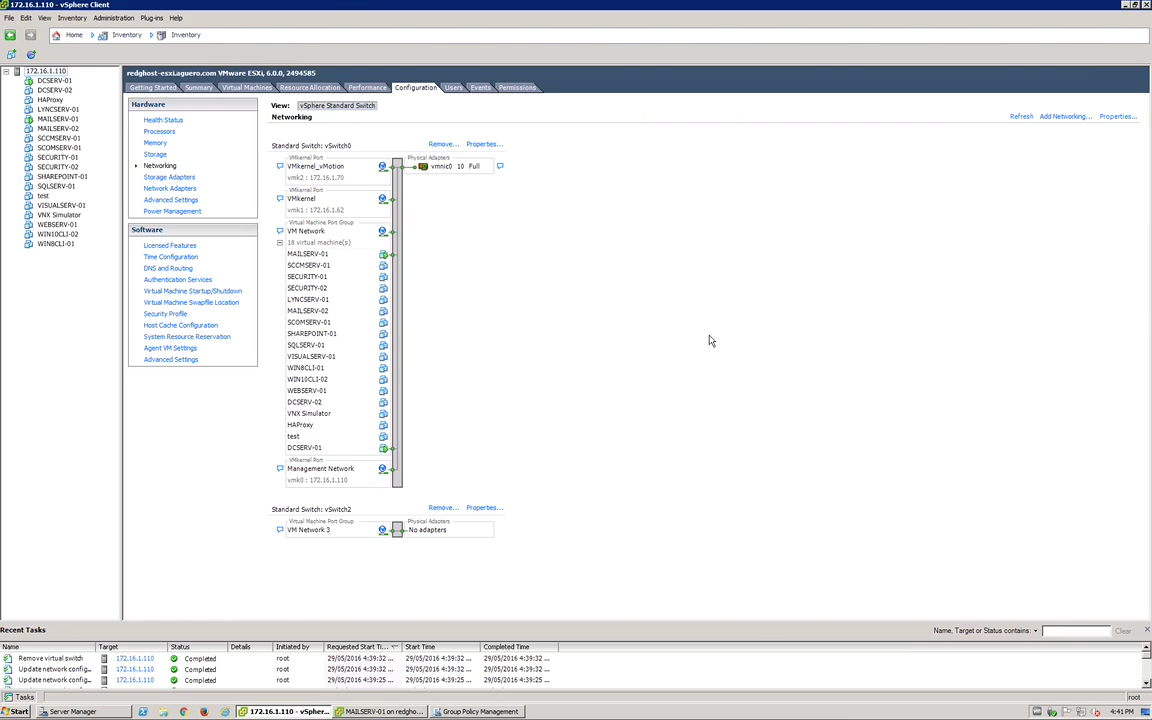 172.16.1.110 - vSphere Client
File Edit View Inventory Administration Plug-ins Help
Home Inventory Inventory
172.16.1.110
DCSERV-01
DCSERV-02
HAProxy
LYNCSERV-01
MAILSERV-01
MAILSERV-02
SCCMSERV-01
SCOMSERV-01
SECURITY-01
SECURITY-02
SHAREPOINT-01
SQLSERV-01
test
VISUALSERV-01
VNX Simulator
WEBSERV-01
WIN10CLI-02
WIN8CLI-01
redghost-esxi.aguero.com VMware ESXi, 6.0.0, 2494585
Getting Started Summary Virtual Machines Resource Allocation Performance Configuration Users Events Permissions
Hardware
Health Status
Processors
Memory
Storage
Networking
Storage Adapters
Network Adapters
Advanced Settings
Power Management
Software
Licensed Features
Time Configuration
DNS and Routing
Authentication Services
Virtual Machine Startup/Shutdown
Virtual Machine Swapfile Location
Security Profile
Host Cache Configuration
System Resource Reservation
Agent VM Settings
Advanced Settings
View: vSphere Standard Switch
Networking
Refresh Add Networking... Properties...
Standard Switch: vSwitch0 Remove... Properties...
VMkernel Port
VMkernel_vMotion
vmk2 : 172.16.1.70
Physical Adapters
vmnic0 10 Full
VMkernel Port
VMkernel
vmk1 : 172.16.1.62
Virtual Machine Port Group
VM Network
18 virtual machine(s)
MAILSERV-01
SCCMSERV-01
SECURITY-01
SECURITY-02
LYNCSERV-01
MAILSERV-02
SCOMSERV-01
SHAREPOINT-01
SQLSERV-01
VISUALSERV-01
WIN8CLI-01
WIN10CLI-02
WEBSERV-01
DCSERV-02
VNX Simulator
HAProxy
test
DCSERV-01
VMkernel Port
Management Network
vmk0 : 172.16.1.110
Standard Switch: vSwitch2 Remove... Properties...
Virtual Machine Port Group
VM Network 3
Physical Adapters
No adapters
Recent Tasks
Name, Target or Status contains: Clear
Name Target Status Details Initiated by Requested Start Ti... Start Time Completed Time
Remove virtual switch 172.16.1.110 Completed root 29/05/2016 4:39:32 ... 29/05/2016 4:39:32 ... 29/05/2016 4:39:32 ...
Update network config... 172.16.1.110 Completed root 29/05/2016 4:39:32 ... 29/05/2016 4:39:32 ... 29/05/2016 4:39:32 ...
Update network config... 172.16.1.110 Completed root 29/05/2016 4:39:25 ... 29/05/2016 4:39:25 ... 29/05/2016 4:39:25 ...
Tasks root
Start Server Manager 172.16.1.110 - vSpher... MAILSERV-01 on redgho... Group Policy Management 4:41 PM